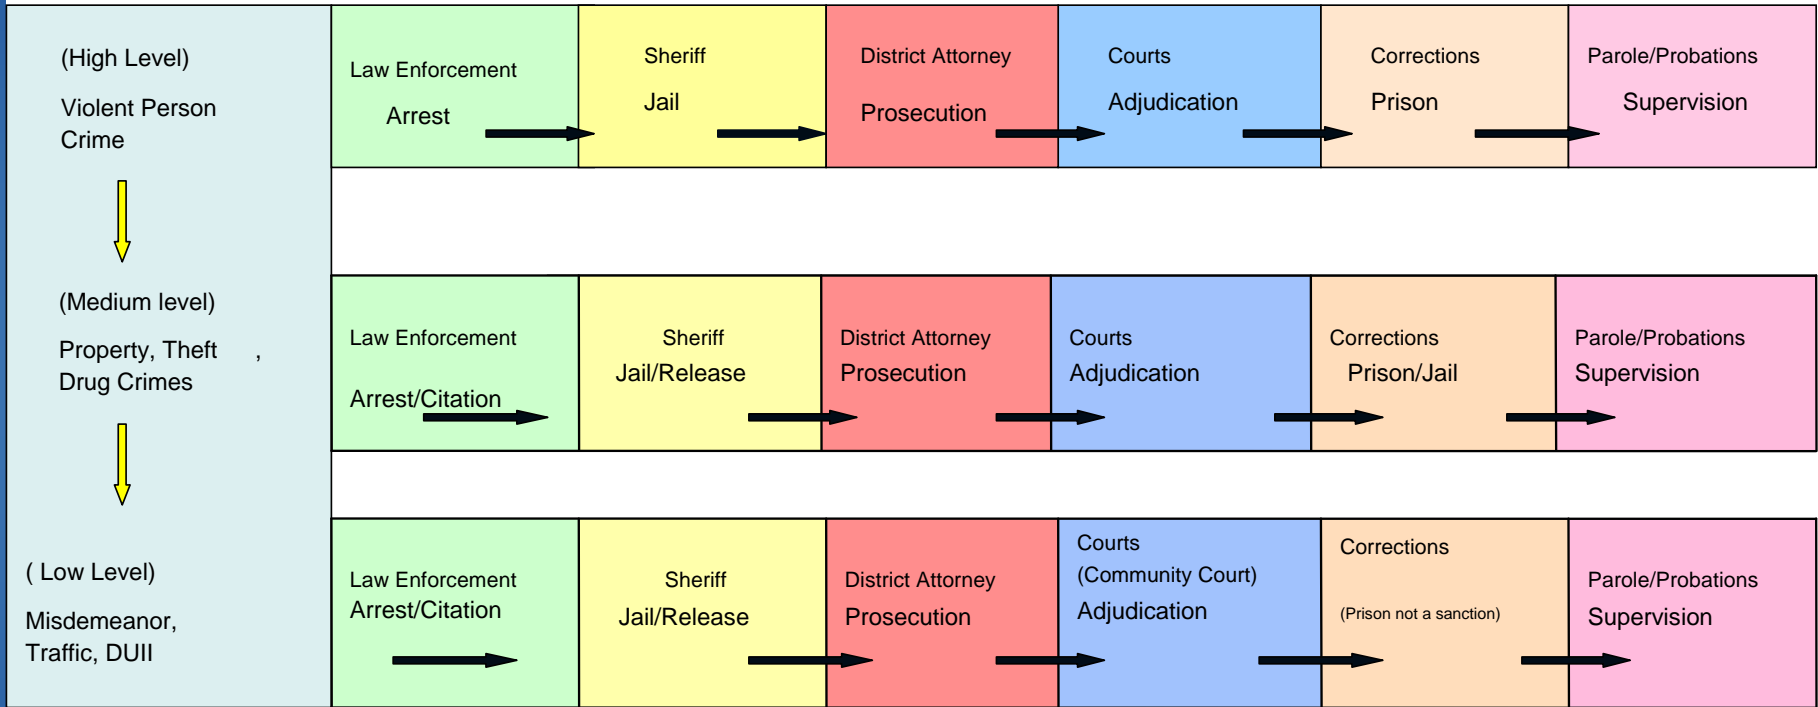 (High Level)
Violent Person
Crime
Law Enforcement
Arrest
Sheriff
Jail
District Attorney
Prosecution
Courts
Adjudication
Corrections
Prison
Parole/Probations
Supervision
(Medium level)
Property, Theft ,
Drug Crimes
Law Enforcement
Arrest/Citation
Sheriff
Jail/Release
District Attorney
Prosecution
Courts
Adjudication
Corrections
Prison/Jail
Parole/Probations
Supervision
( Low Level)
Misdemeanor,
Traffic, DUII
Law Enforcement
Arrest/Citation
Sheriff
Jail/Release
District Attorney
Prosecution
Courts
(Community Court)
Adjudication
Corrections
(Prison not a sanction)
Parole/Probations
Supervision